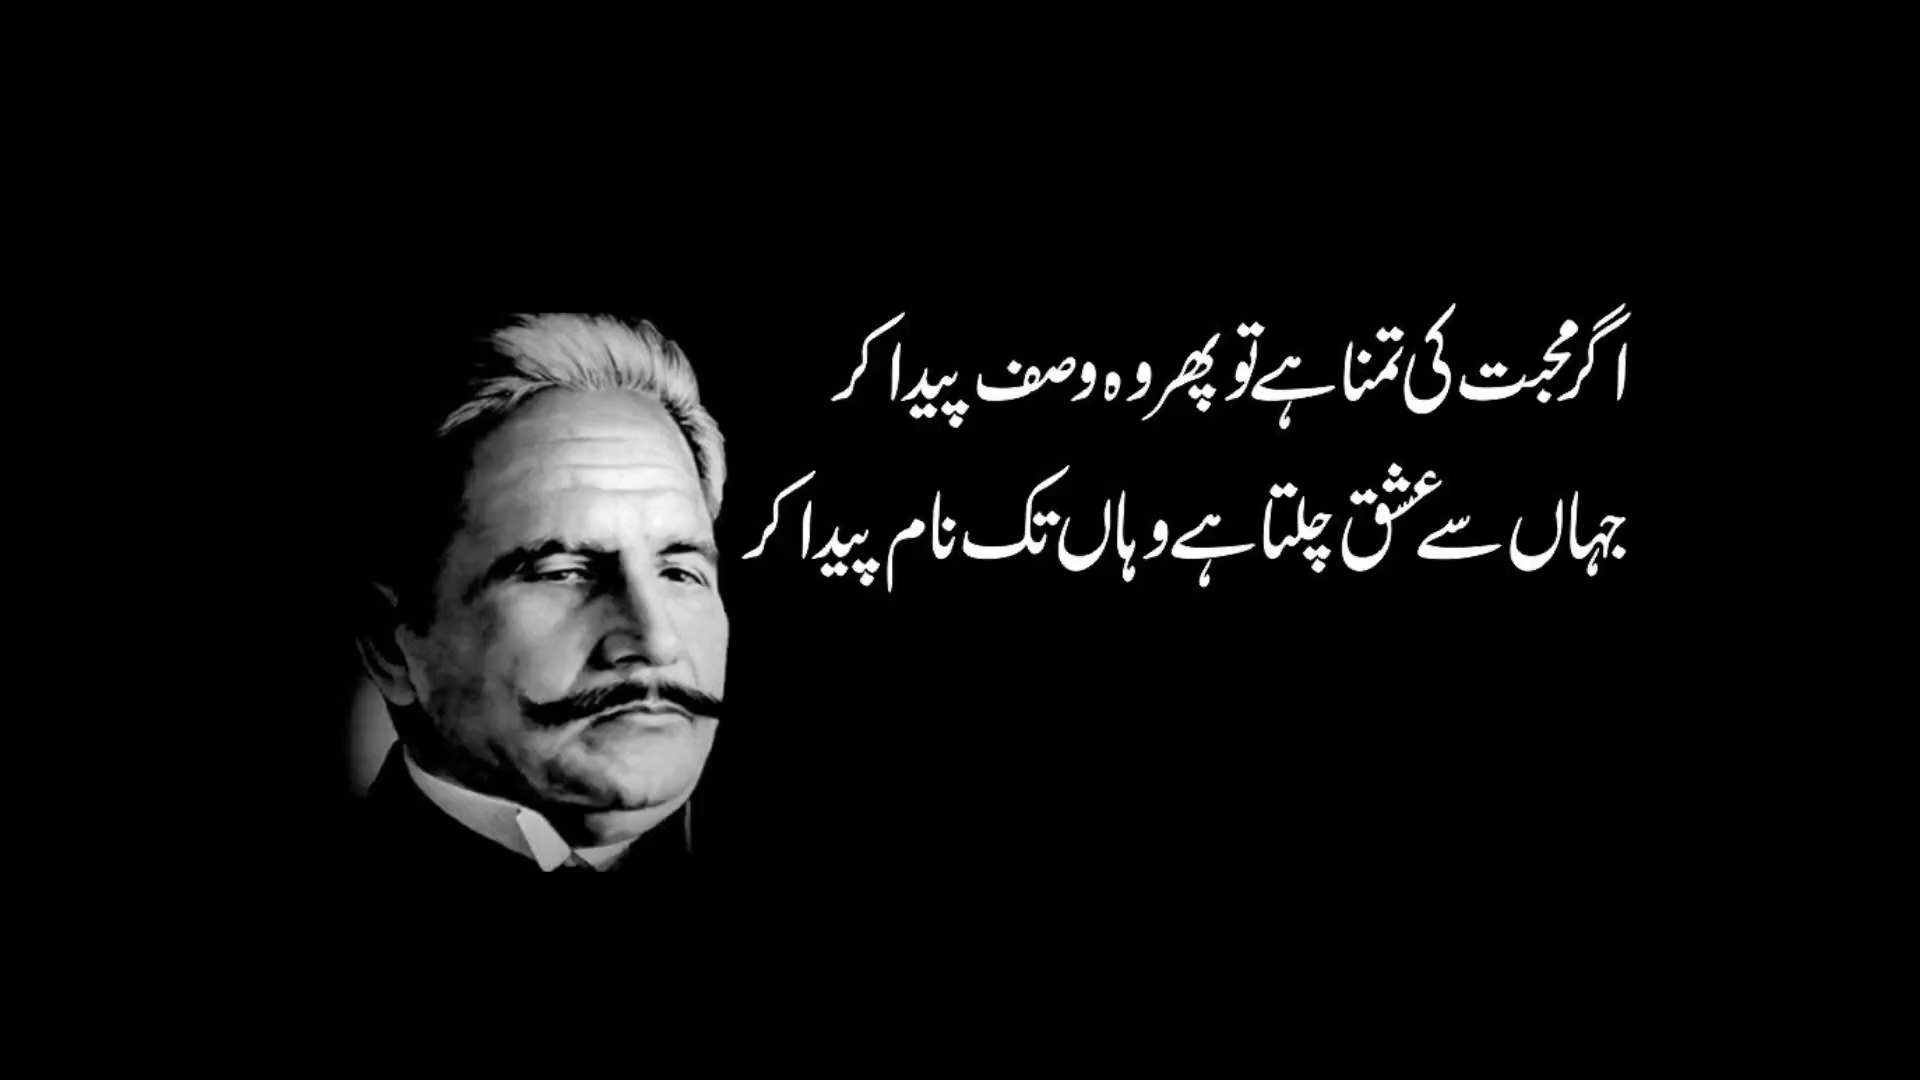 اگر محبت کی تمنا ہے تو پھر وہ وصف پیدا کر
جہاں سے عشق چلتا ہے وہاں تک نام پیدا کر